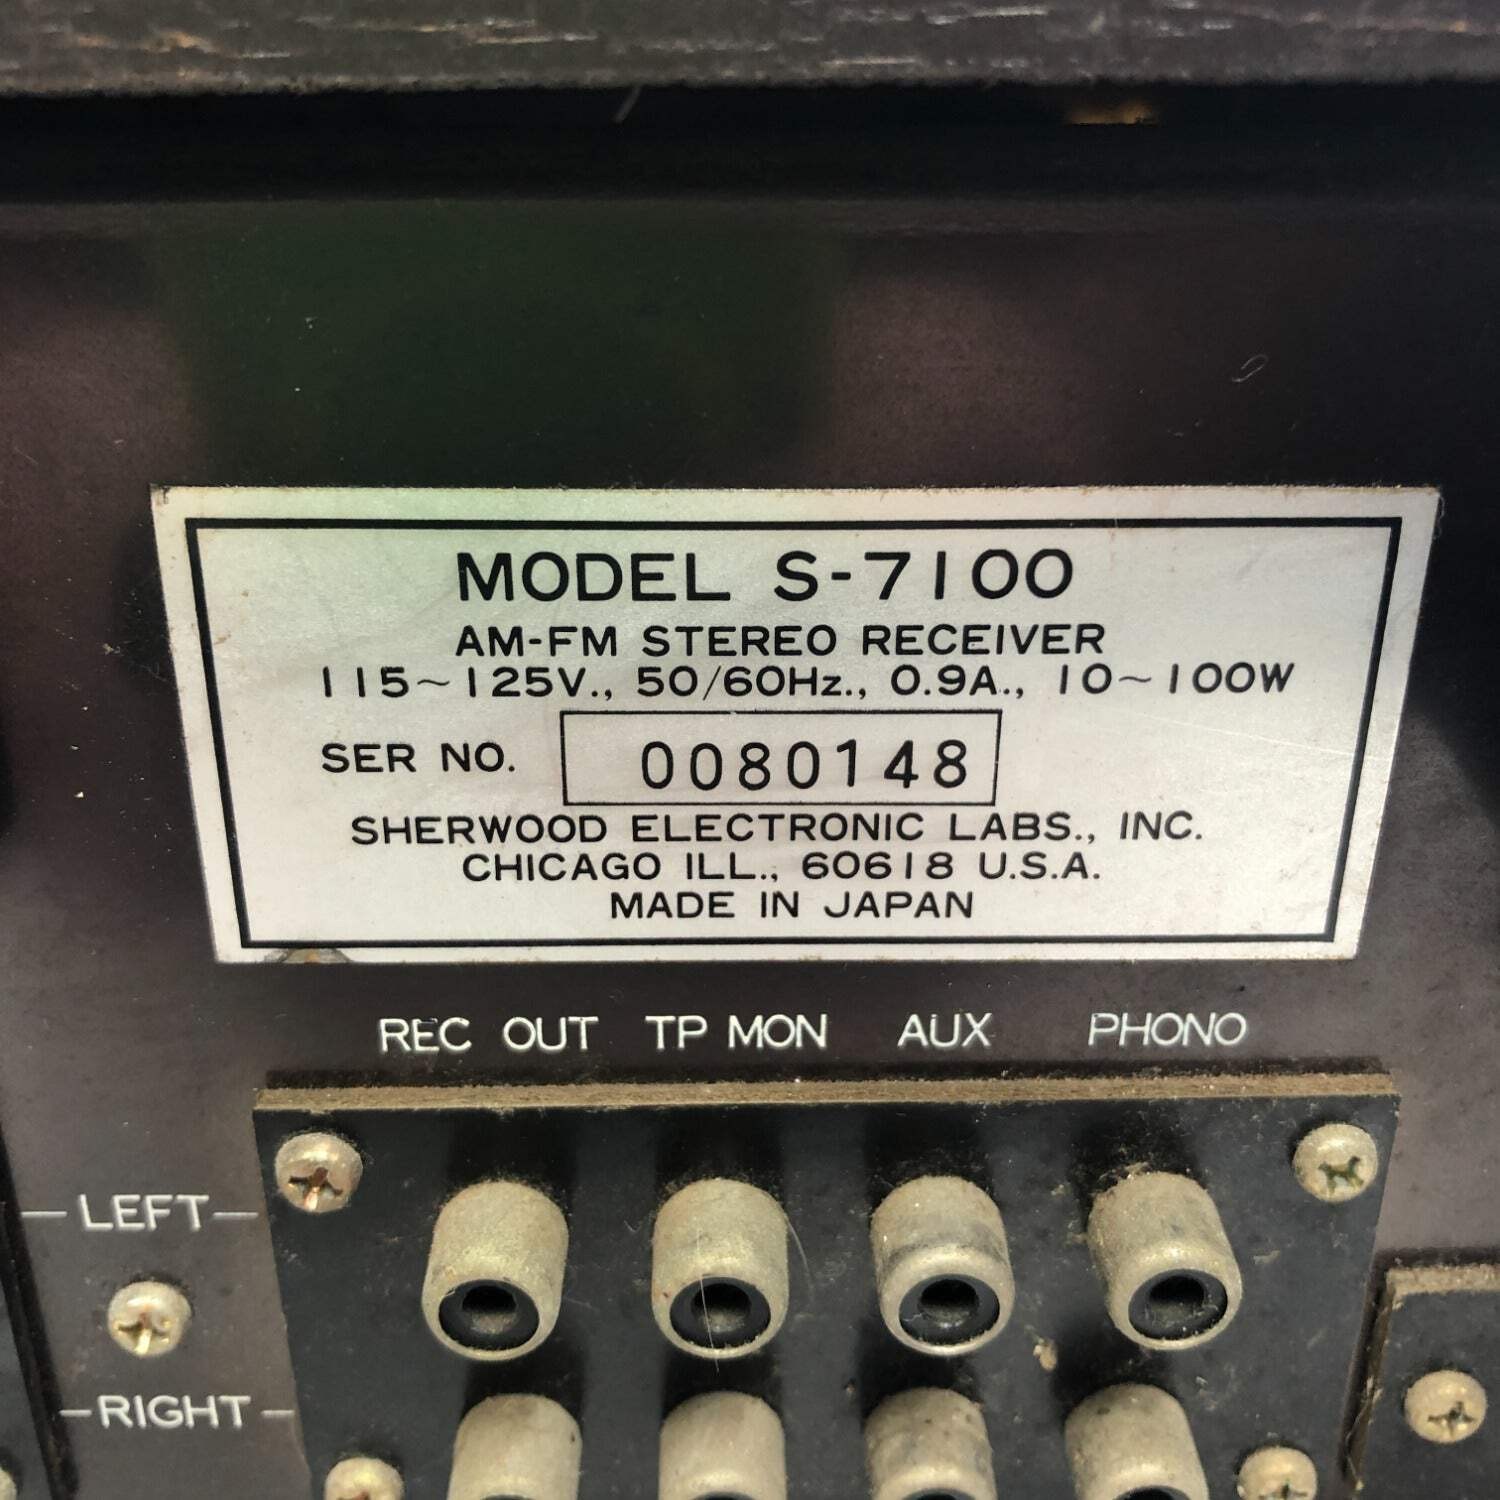 MODEL S-7100
AM-FM STEREO RECEIVER
115~125V., 50/60Hz., 0.9A., 10~100W
SER NO. 0080148
SHERWOOD ELECTRONIC LABS., INC.
CHICAGO ILL., 60618 U.S.A.
MADE IN JAPAN
REC OUT TP MON AUX PHONO
-LEFT-
-RIGHT-